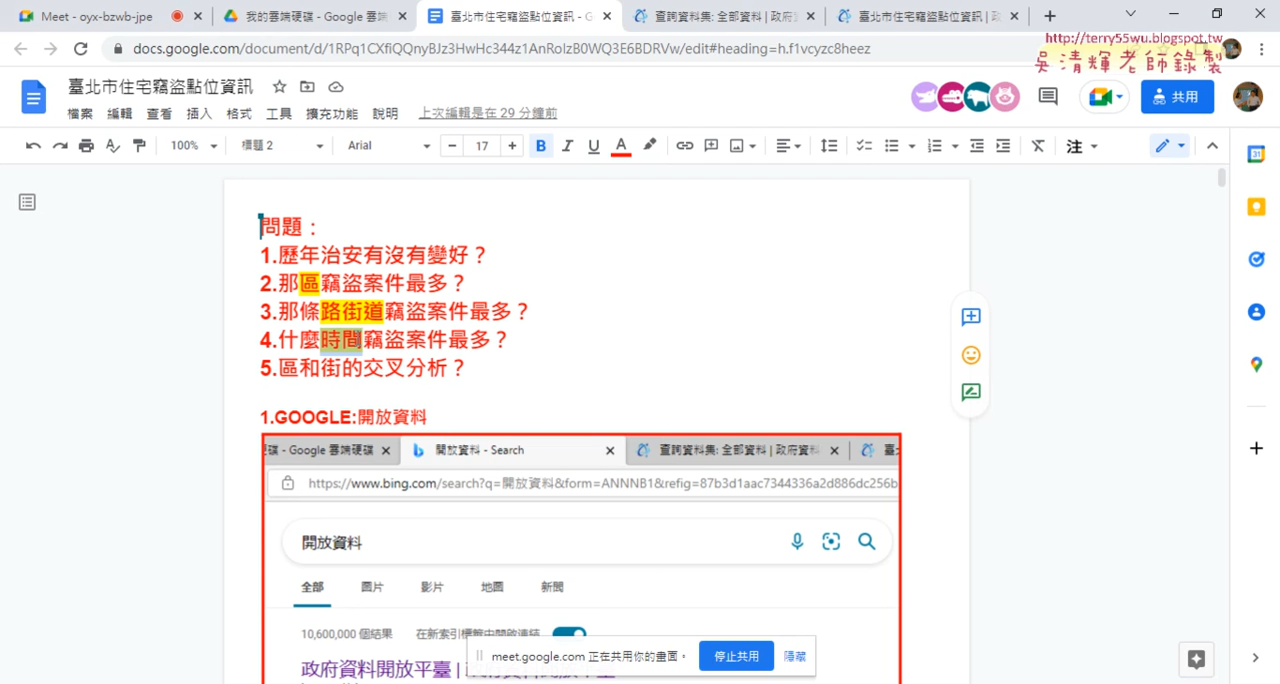 Meet - oyx-bzwb-jpe
我的雲端硬碟 - Google 雲端
臺北市住宅竊盜點位資訊 - G
查詢資料集: 全部資料 | 政府資
臺北市住宅竊盜點位資訊 | 政
docs.google.com/document/d/1RPq1CXfiQQnyBJz3HwHc344z1AnRolzB0WQ3E6BDRVw/edit#heading=h.f1vcyzc8heez
http://terry55wu.blogspot.tw
吳清輝老師錄製
臺北市住宅竊盜點位資訊
檔案 編輯 查看 插入 格式 工具 擴充功能 說明 上次編輯是在 29 分鐘前
共用
100% 標題 2 Arial 17 B I U A 注
問題：
1.歷年治安有沒有變好？
2.那區竊盜案件最多？
3.那條路街道竊盜案件最多？
4.什麼時間竊盜案件最多？
5.區和街的交叉分析？
1.GOOGLE:開放資料
碟 - Google 雲端硬碟
開放資料 - Search
查詢資料集: 全部資料 | 政府資料
https://www.bing.com/search?q=開放資料&form=ANNNB1&refig=87b3d1aac7344336a2d886dc256b
開放資料
全部 圖片 影片 地圖 新聞
10,600,000 個結果 在新索引標籤中開啟連結
meet.google.com 正在共用你的畫面。 停止共用 隱藏
政府資料開放平臺 |